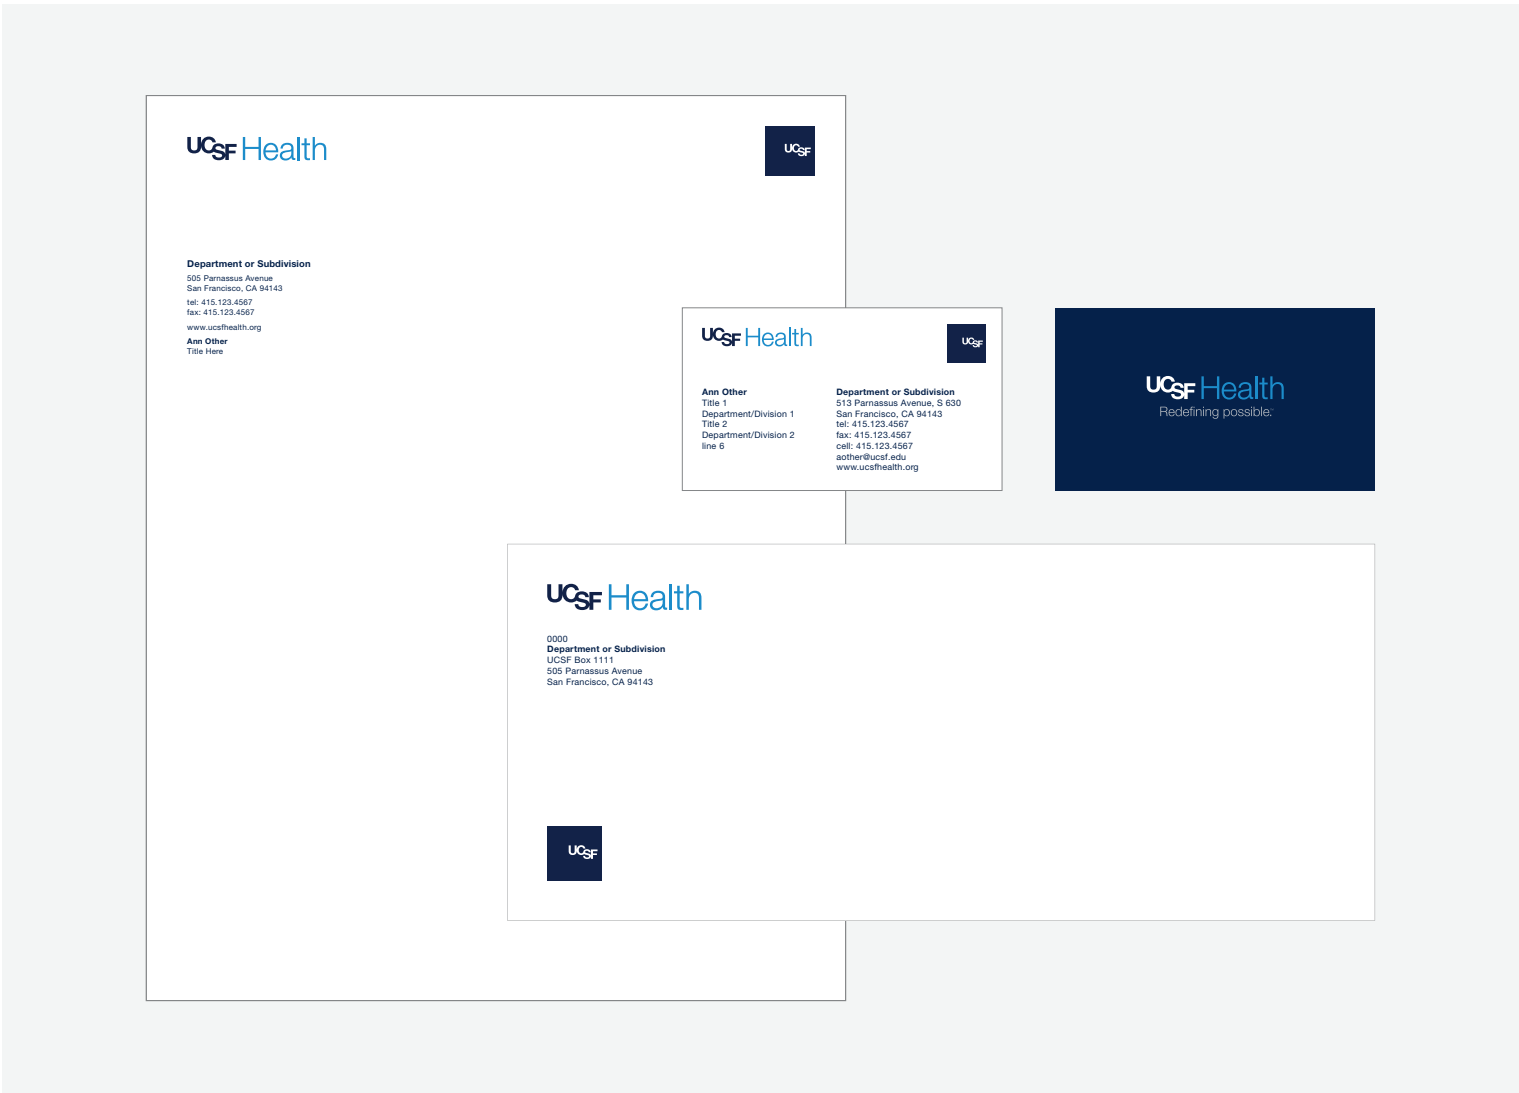 UCSF Health
UCSF
Department or Subdivision
505 Parnassus Avenue
San Francisco, CA 94143
tel: 415.123.4567
fax: 415.123.4567
www.ucsfhealth.org
Ann Other
Title Here
UCSF Health
UCSF
Ann Other
Title 1
Department/Division 1
Title 2
Department/Division 2
line 6
Department or Subdivision
513 Parnassus Avenue, S 630
San Francisco, CA 94143
tel: 415.123.4567
fax: 415.123.4567
cell: 415.123.4567
aother@ucsf.edu
www.ucsfhealth.org
UCSF Health
Redefining possible.
UCSF Health
0000
Department or Subdivision
UCSF Box 1111
505 Parnassus Avenue
San Francisco, CA 94143
UCSF